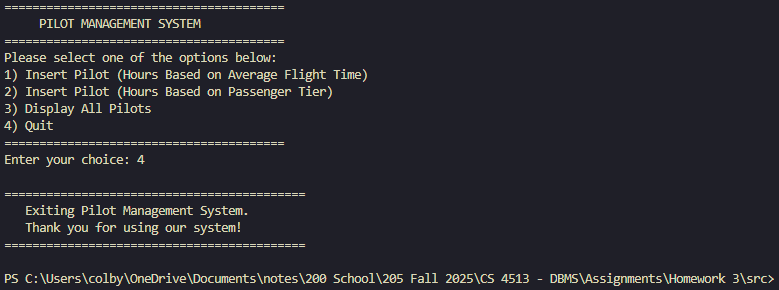 ========================================
PILOT MANAGEMENT SYSTEM
========================================
Please select one of the options below:
1) Insert Pilot (Hours Based on Average Flight Time)
2) Insert Pilot (Hours Based on Passenger Tier)
3) Display All Pilots
4) Quit
========================================
Enter your choice: 4
===========================================
Exiting Pilot Management System.
Thank you for using our system!
===========================================
PS C:\Users\colby\OneDrive\Documents\notes\200 School\205 Fall 2025\CS 4513 - DBMS\Assignments\Homework 3\src>